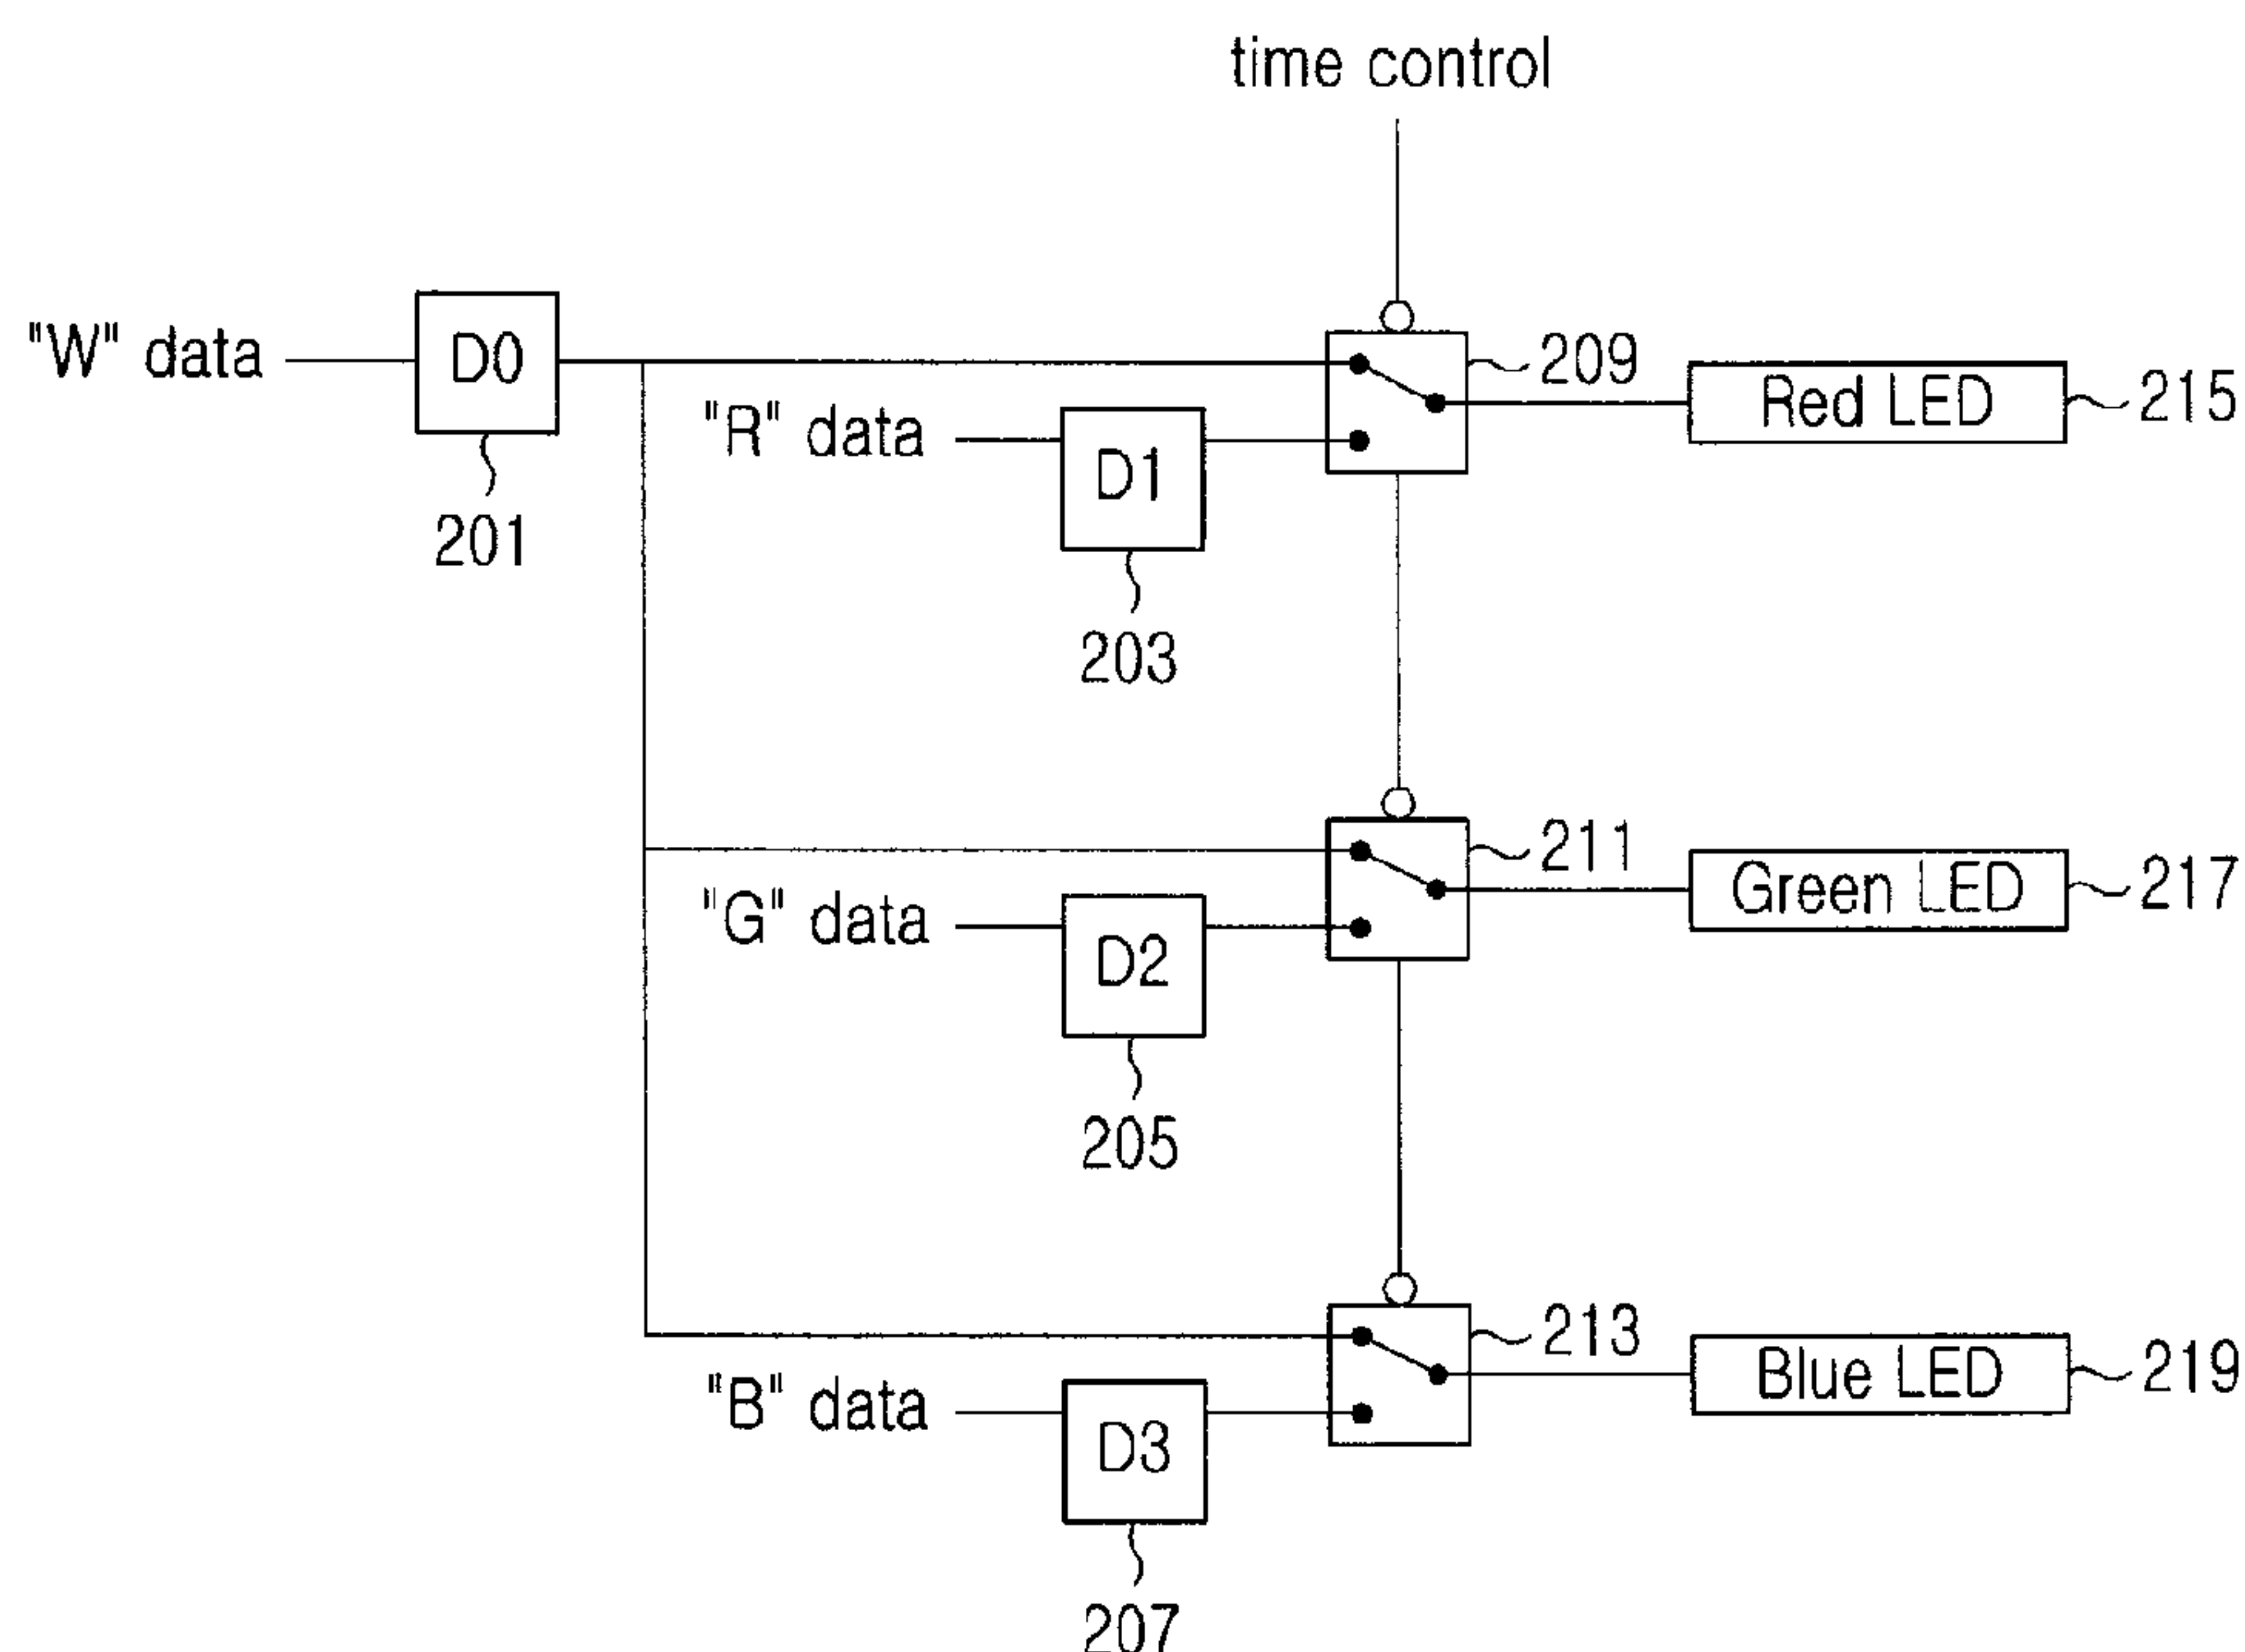 time control
"W" data
D0
201
"R" data
D1
203
209
Red LED
215
"G" data
D2
205
211
Green LED
217
"B" data
D3
207
213
Blue LED
219